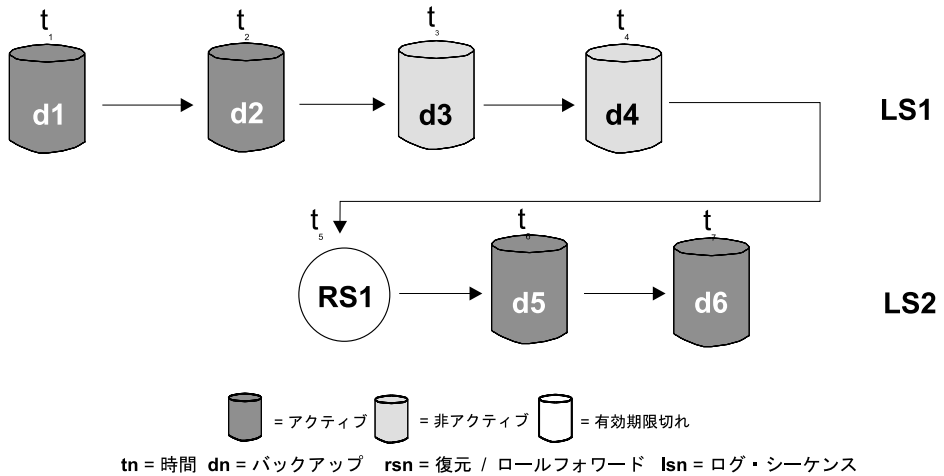 t1 t2 t3 t4
d1 d2 d3 d4 LS1
t5 t6 t7
RS1 d5 d6 LS2
= アクティブ = 非アクティブ = 有効期限切れ
tn = 時間 dn = バックアップ rsn = 復元 / ロールフォワード lsn = ログ・シーケンス